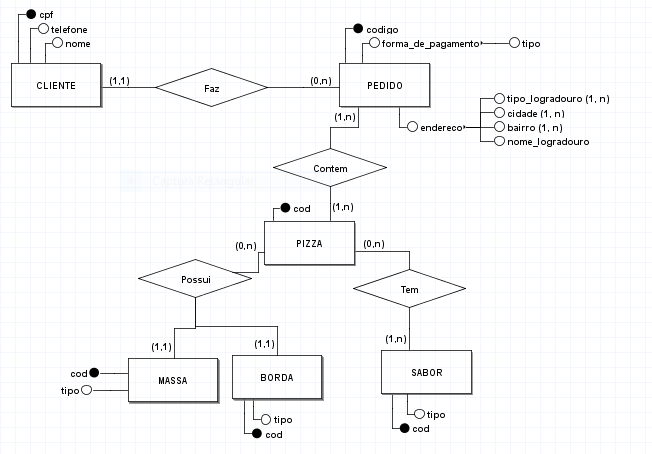 cpf
telefone
nome
CLIENTE
(1,1)
Faz
(0,n)
codigo
forma_de_pagamento
tipo
PEDIDO
(1,n)
endereco
tipo_logradouro (1, n)
cidade (1, n)
bairro (1, n)
nome_logradouro
Contem
(1,n)
cod
PIZZA
(0,n)
(0,n)
Possui
Tem
(1,1)
(1,1)
(1,n)
cod
tipo
MASSA
BORDA
tipo
cod
SABOR
tipo
cod